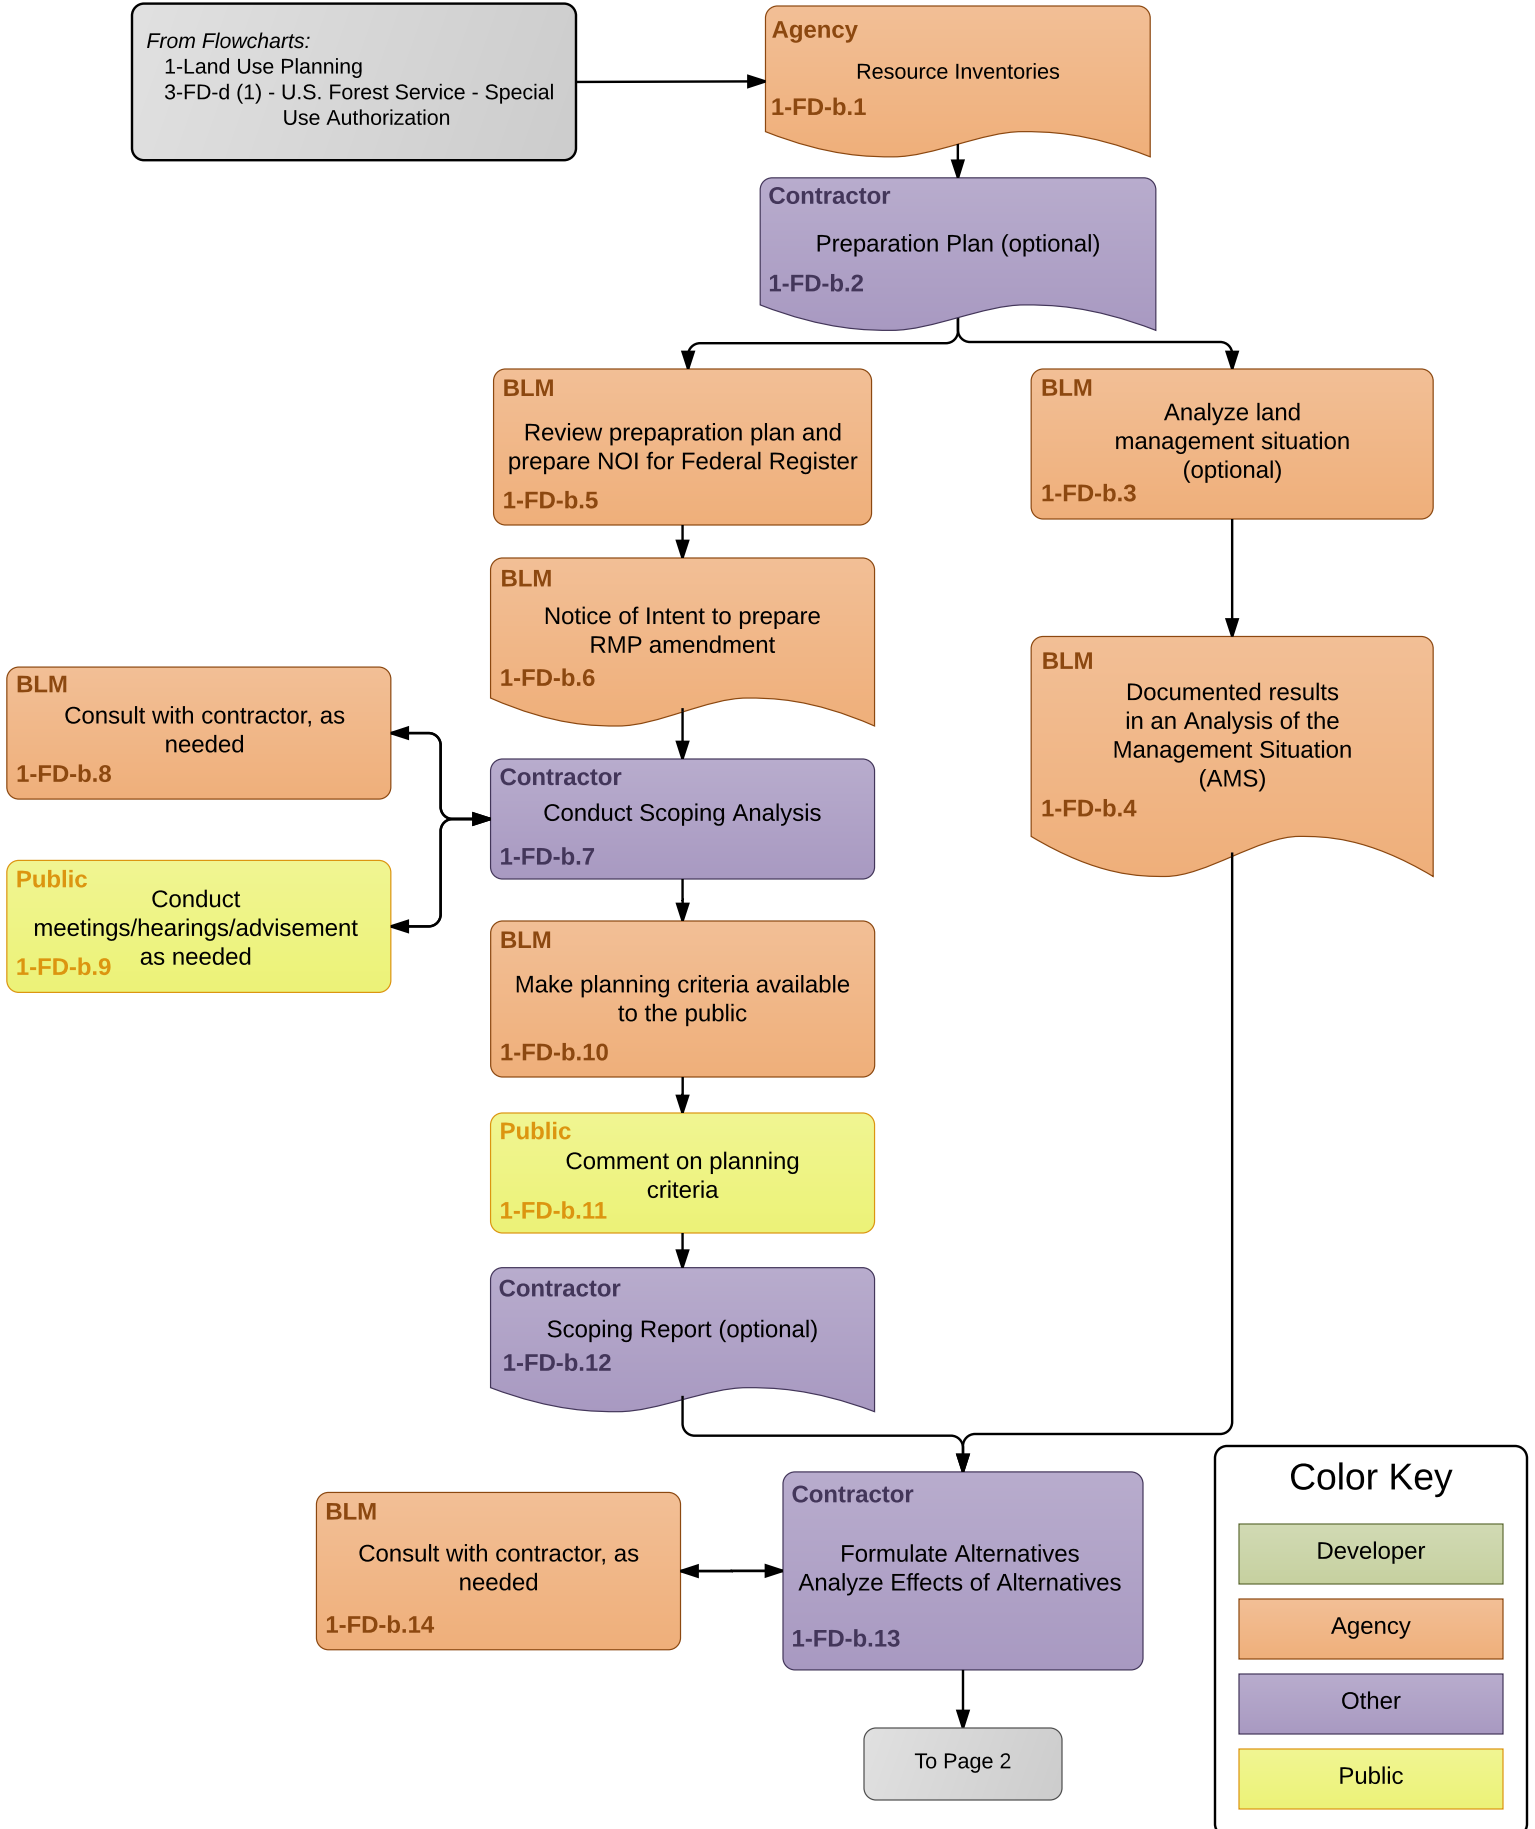 From Flowcharts:
1-Land Use Planning
3-FD-d (1) - U.S. Forest Service - Special
Use Authorization
Agency
Resource Inventories
1-FD-b.1
Contractor
Preparation Plan (optional)
1-FD-b.2
BLM
Review prepapration plan and
prepare NOI for Federal Register
1-FD-b.5
BLM
Analyze land
management situation
(optional)
1-FD-b.3
BLM
Notice of Intent to prepare
RMP amendment
1-FD-b.6
BLM
Documented results
in an Analysis of the
Management Situation
(AMS)
1-FD-b.4
BLM
Consult with contractor, as
needed
1-FD-b.8
Contractor
Conduct Scoping Analysis
1-FD-b.7
Public
Conduct
meetings/hearings/advisement
as needed
1-FD-b.9
BLM
Make planning criteria available
to the public
1-FD-b.10
Public
Comment on planning
criteria
1-FD-b.11
Contractor
Scoping Report (optional)
1-FD-b.12
BLM
Consult with contractor, as
needed
1-FD-b.14
Contractor
Formulate Alternatives
Analyze Effects of Alternatives
1-FD-b.13
To Page 2
Color Key
Developer
Agency
Other
Public